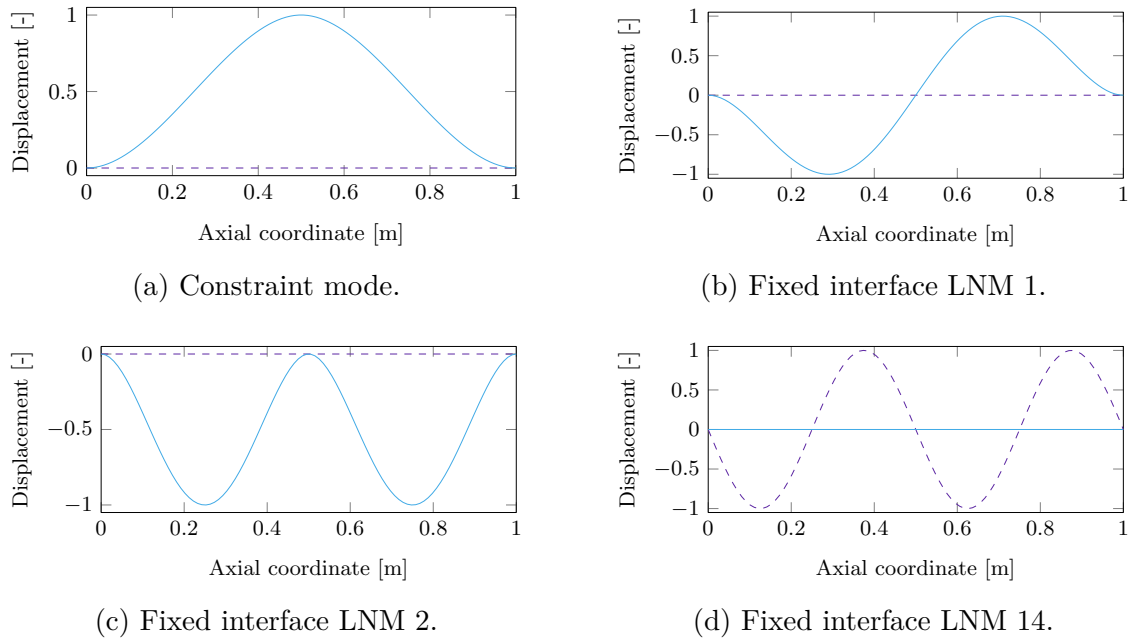 Displacement [-]
1
0.5
0
0 0.2 0.4 0.6 0.8 1
Axial coordinate [m]
(a) Constraint mode.
Displacement [-]
1
0.5
0
−0.5
−1
0 0.2 0.4 0.6 0.8 1
Axial coordinate [m]
(b) Fixed interface LNM 1.
Displacement [-]
0
−0.5
−1
0 0.2 0.4 0.6 0.8 1
Axial coordinate [m]
(c) Fixed interface LNM 2.
Displacement [-]
1
0.5
0
−0.5
−1
0 0.2 0.4 0.6 0.8 1
Axial coordinate [m]
(d) Fixed interface LNM 14.